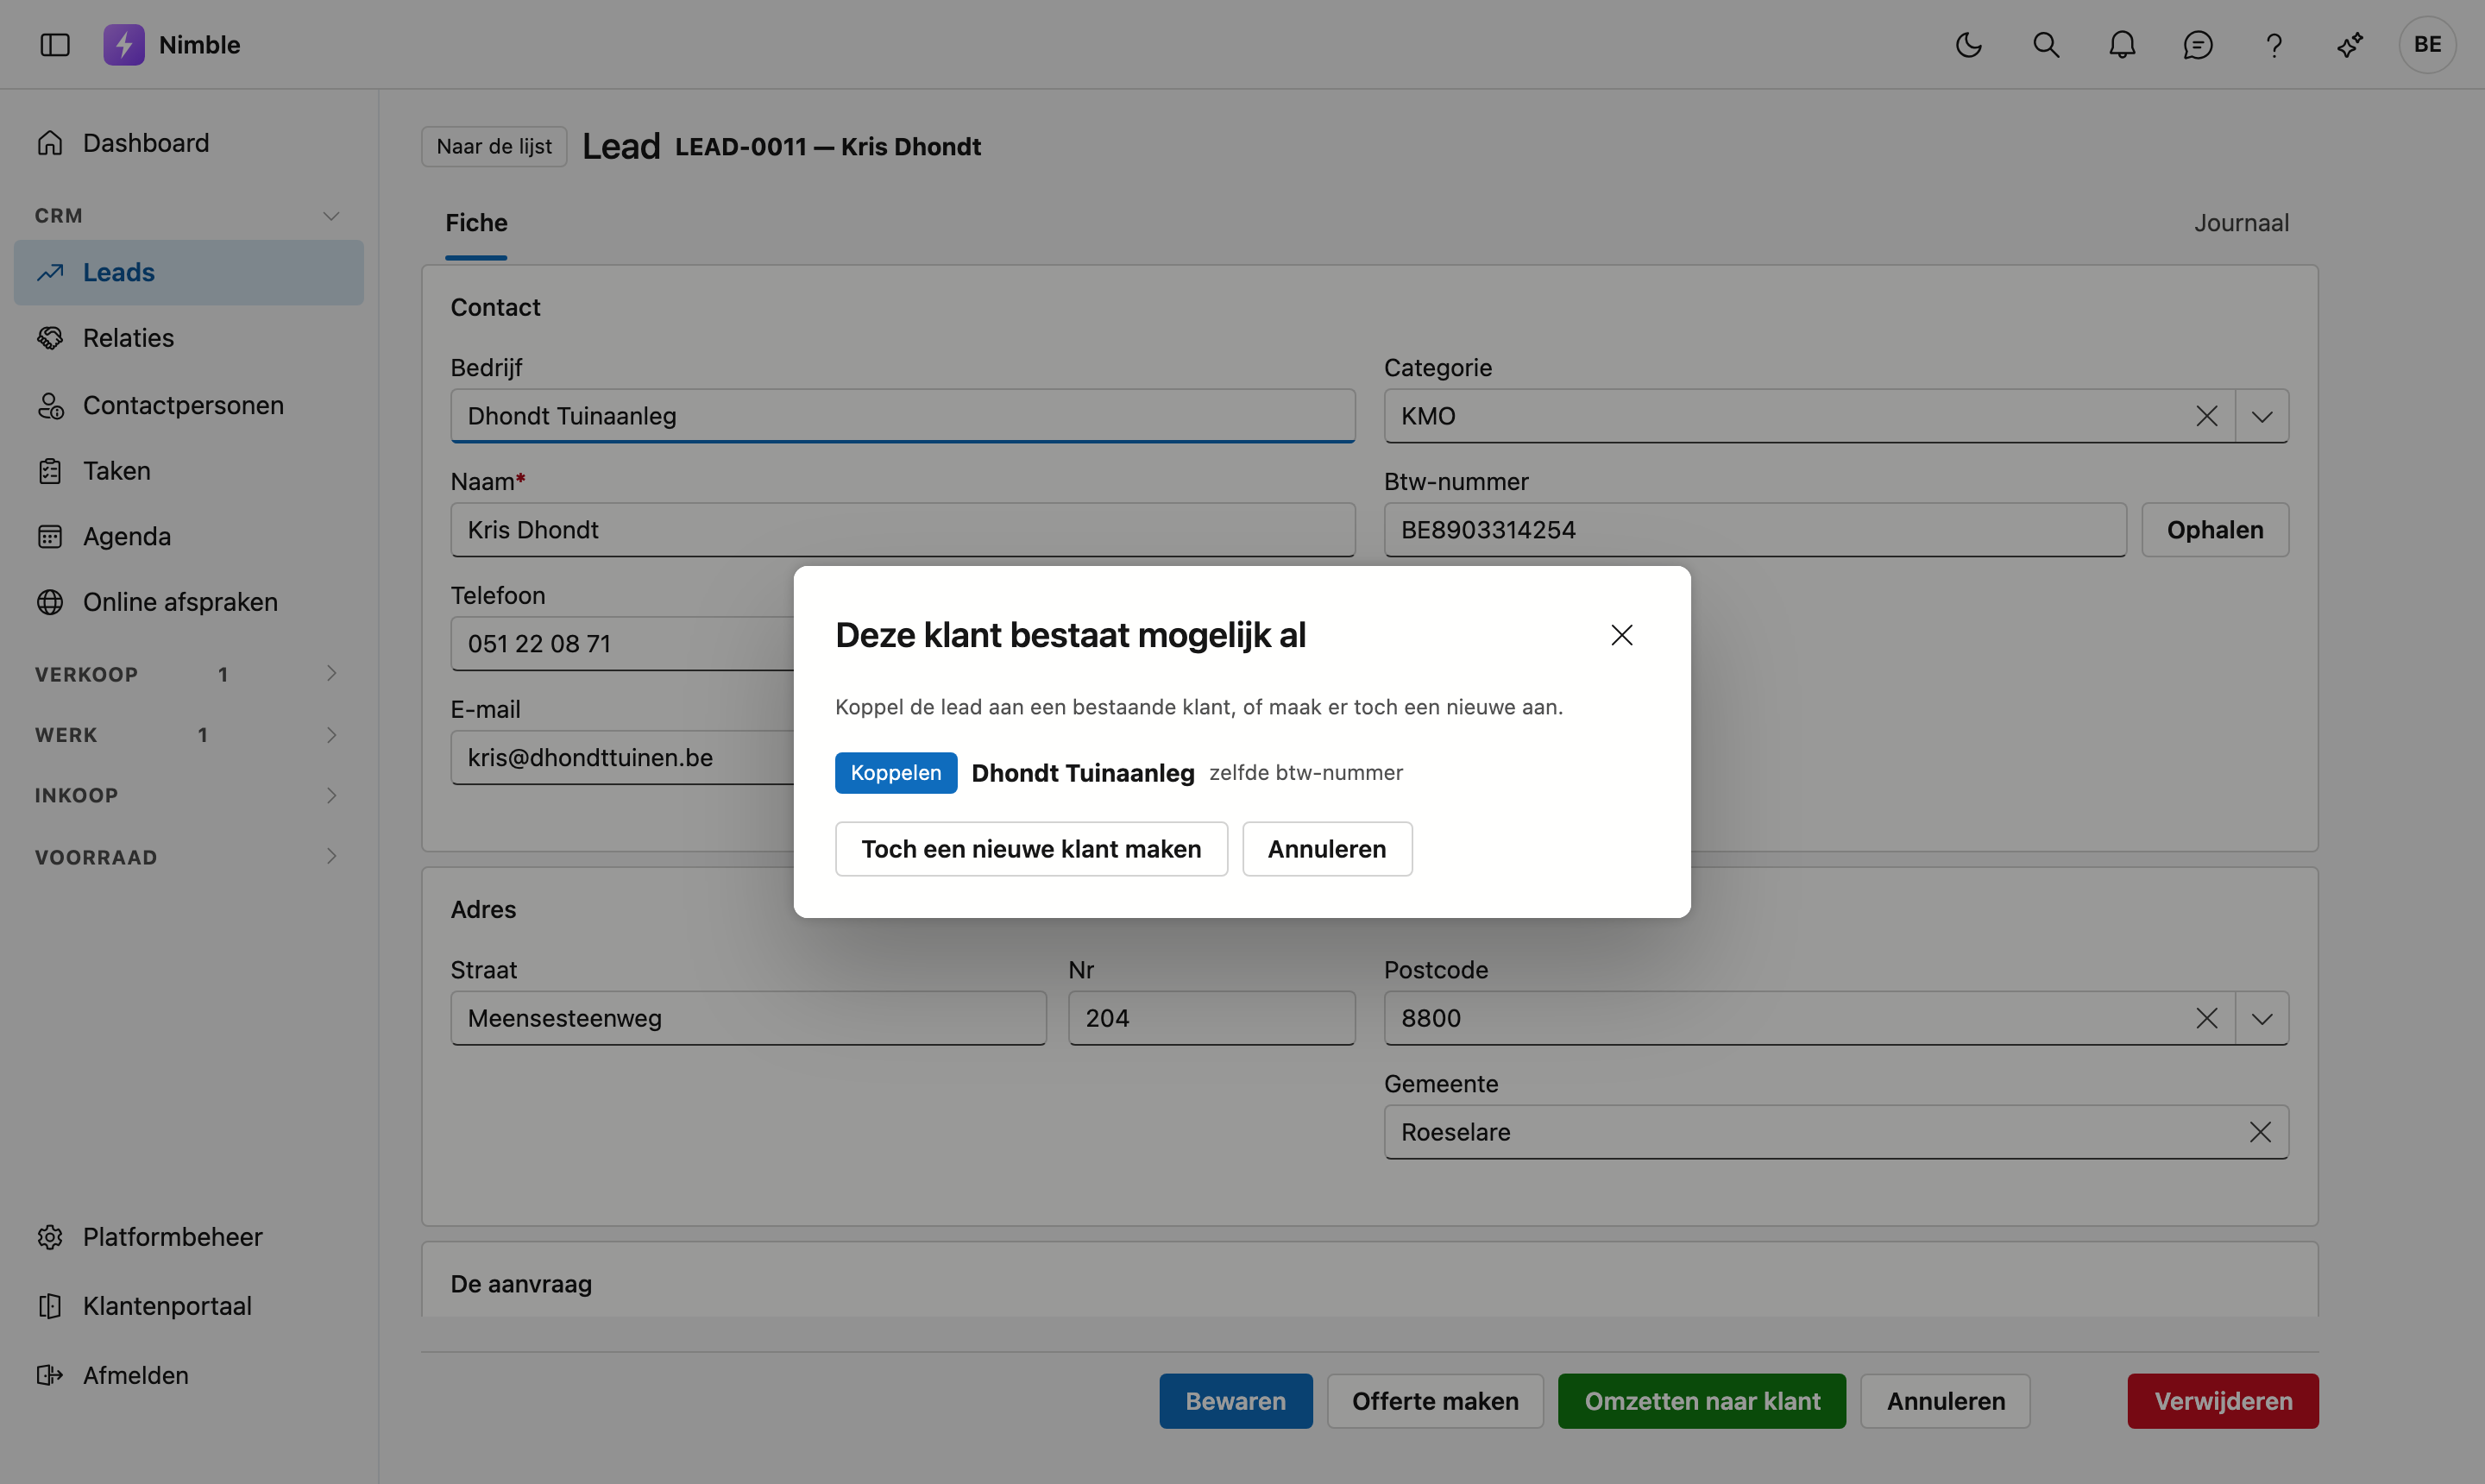 Nimble
BE
Dashboard
CRM
Leads
Relaties
Contactpersonen
Taken
Agenda
Online afspraken
VERKOOP 1
WERK 1
INKOOP
VOORRAAD
Platformbeheer
Klantenportaal
Afmelden
Naar de lijst Lead LEAD-0011 — Kris Dhondt
Fiche Journaal
Contact
Bedrijf Categorie
Dhondt Tuinaanleg KMO
Naam* Btw-nummer
Kris Dhondt BE8903314254 Ophalen
Telefoon
051 22 08 71
E-mail
kris@dhondttuinen.be
Deze klant bestaat mogelijk al
Koppel de lead aan een bestaande klant, of maak er toch een nieuwe aan.
Koppelen Dhondt Tuinaanleg zelfde btw-nummer
Toch een nieuwe klant maken Annuleren
Adres
Straat Nr Postcode
Meensesteenweg 204 8800
Gemeente
Roeselare
De aanvraag
Bewaren Offerte maken Omzetten naar klant Annuleren Verwijderen